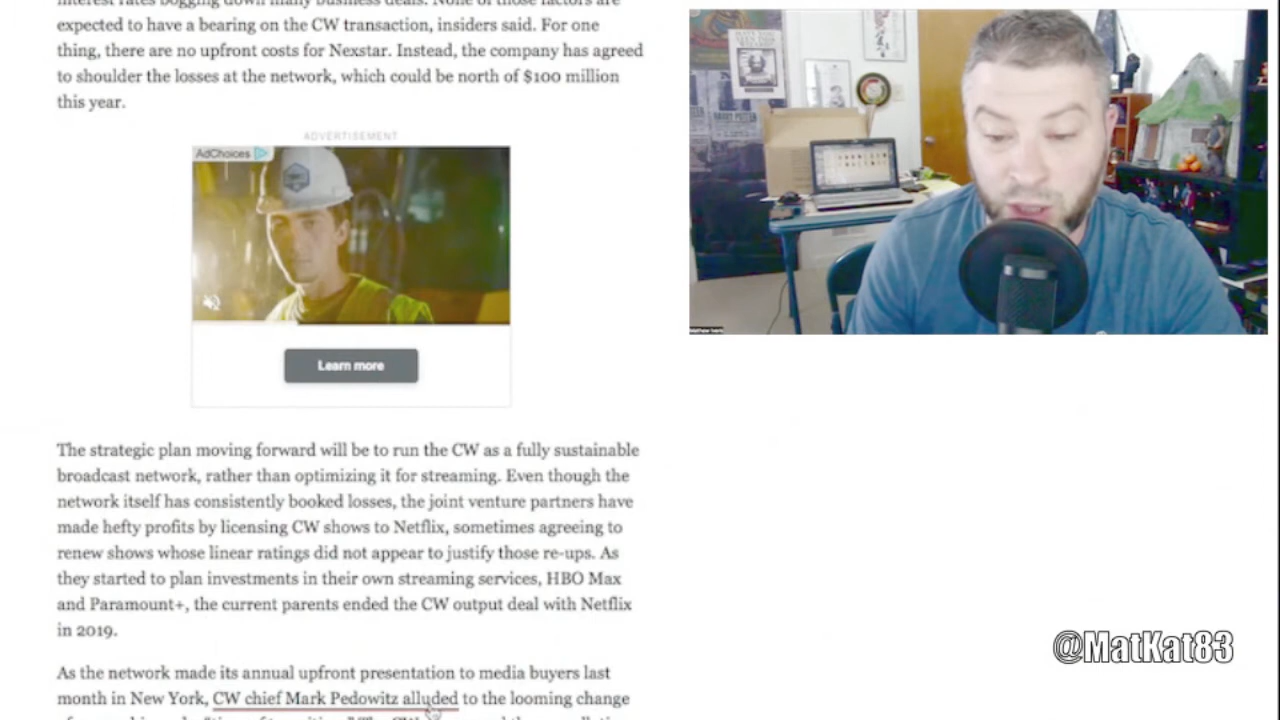 interest rates bogging down many business deals. None of those factors are
expected to have a bearing on the CW transaction, insiders said. For one
thing, there are no upfront costs for Nexstar. Instead, the company has agreed
to shoulder the losses at the network, which could be north of $100 million
this year.
ADVERTISEMENT
AdChoices
Learn more
The strategic plan moving forward will be to run the CW as a fully sustainable
broadcast network, rather than optimizing it for streaming. Even though the
network itself has consistently booked losses, the joint venture partners have
made hefty profits by licensing CW shows to Netflix, sometimes agreeing to
renew shows whose linear ratings did not appear to justify those re-ups. As
they started to plan investments in their own streaming services, HBO Max
and Paramount+, the current parents ended the CW output deal with Netflix
in 2019.
As the network made its annual upfront presentation to media buyers last
month in New York, CW chief Mark Pedowitz alluded to the looming change
HAVE YOU SEEN
HARRY POTTER
@MatKat83